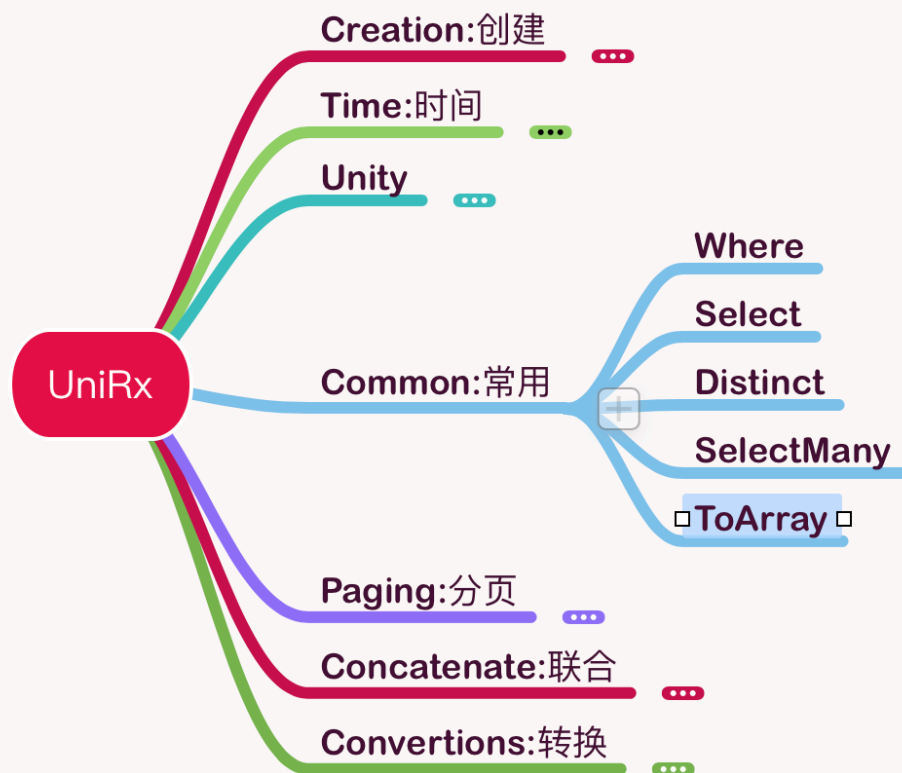 Creation:创建
Time:时间
Unity
Where
Select
UniRx
Common:常用
Distinct
SelectMany
ToArray
Paging:分页
Concatenate:联合
Convertions:转换